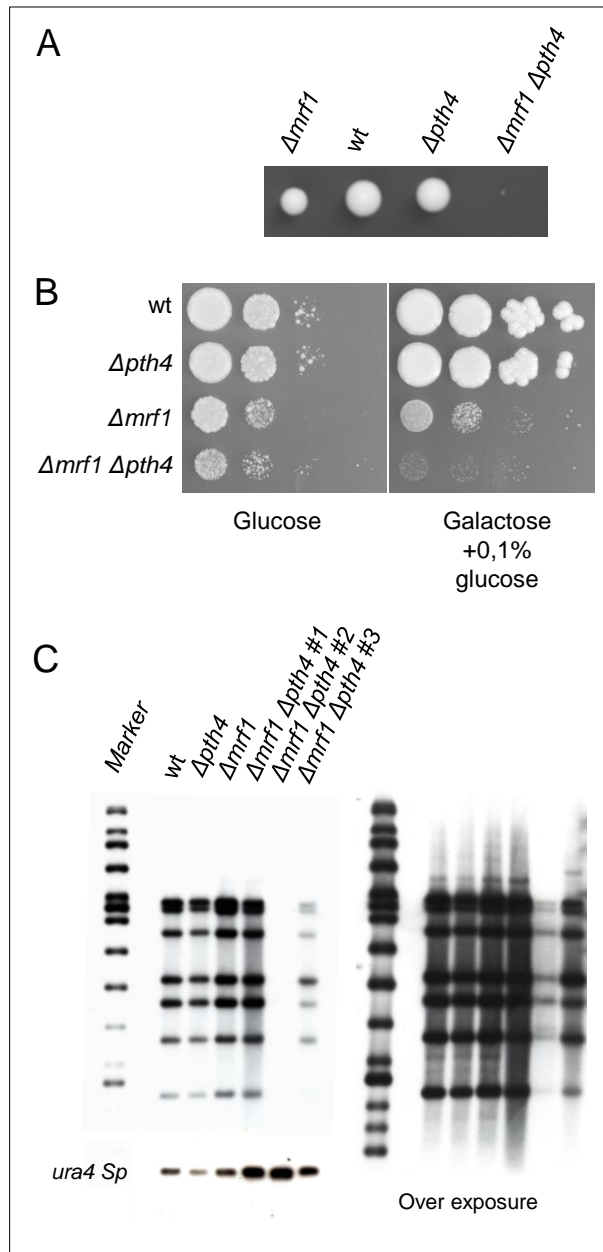 A
Δmrf1
wt
Δpth4
Δmrf1 Δpth4
B
wt
Δpth4
Δmrf1
Δmrf1 Δpth4
Glucose
Galactose
+0,1%
glucose
C
Marker
wt
Δpth4
Δmrf1
Δmrf1 Δpth4 #1
Δmrf1 Δpth4 #2
Δmrf1 Δpth4 #3
ura4 Sp
Over exposure